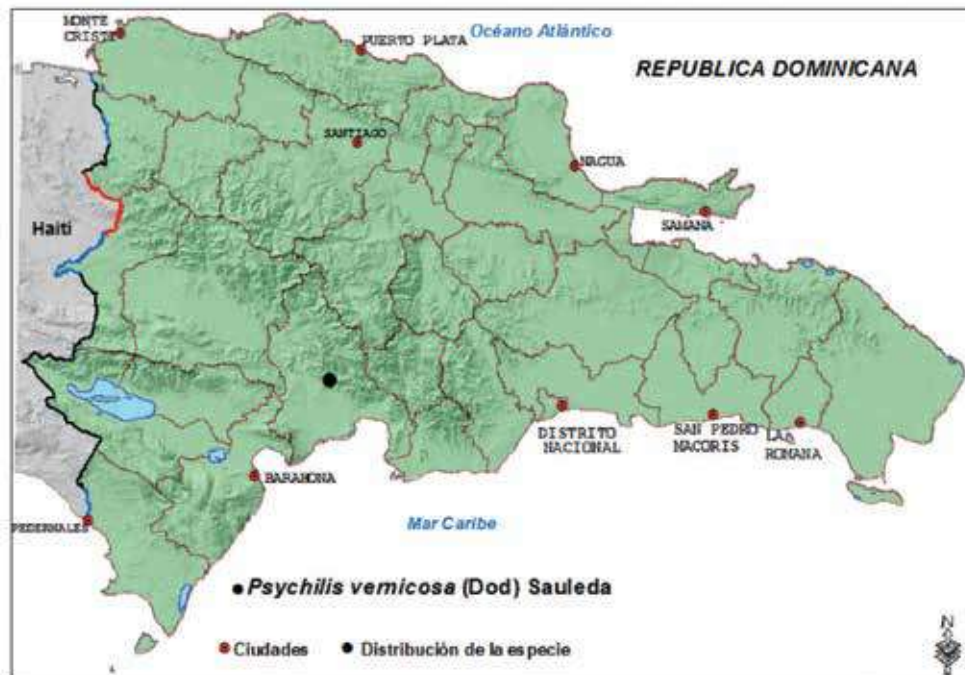 MONTE
CRISTI
PUERTO PLATA
Océano Atlántico
REPUBLICA DOMINICANA
SANTIAGO
NAGUA
SAMANA
Haití
DISTRITO
NACIONAL
SAN PEDRO
MACORIS
LA
ROMANA
BARAHONA
PEDERNALES
Mar Caribe
Psychilis vernicosa (Dod) Sauleda
Ciudades
Distribución de la especie
N